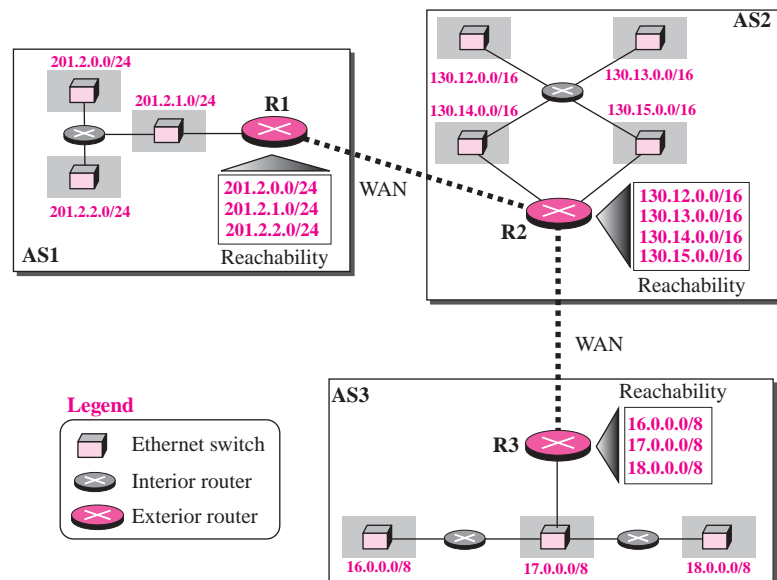 AS1
201.2.0.0/24
201.2.1.0/24
201.2.2.0/24
R1
201.2.0.0/24
201.2.1.0/24
201.2.2.0/24
Reachability
WAN
AS2
130.12.0.0/16
130.13.0.0/16
130.14.0.0/16
130.15.0.0/16
R2
130.12.0.0/16
130.13.0.0/16
130.14.0.0/16
130.15.0.0/16
Reachability
WAN
AS3
Reachability
R3
16.0.0.0/8
17.0.0.0/8
18.0.0.0/8
16.0.0.0/8
17.0.0.0/8
18.0.0.0/8
Legend
Ethernet switch
Interior router
Exterior router